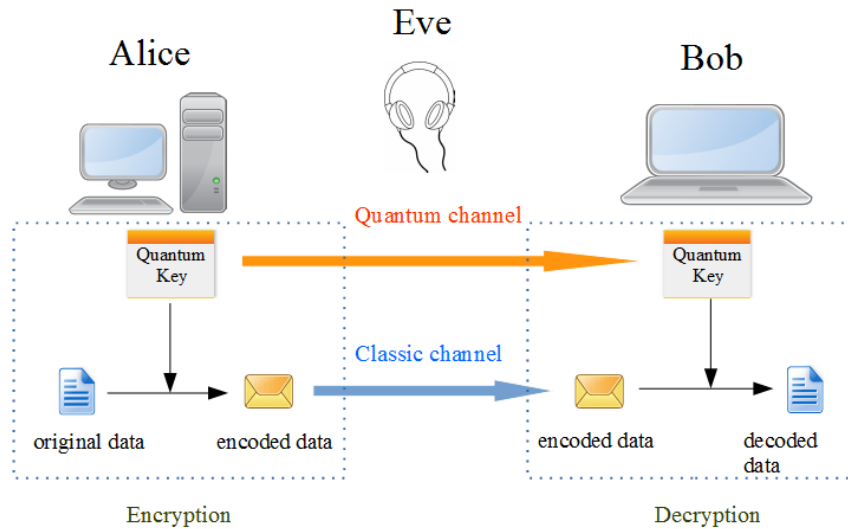 Eve
Alice
Bob
Quantum channel
Quantum
Key
Quantum
Key
Classic channel
original data
encoded data
encoded data
decoded
data
Encryption
Decryption